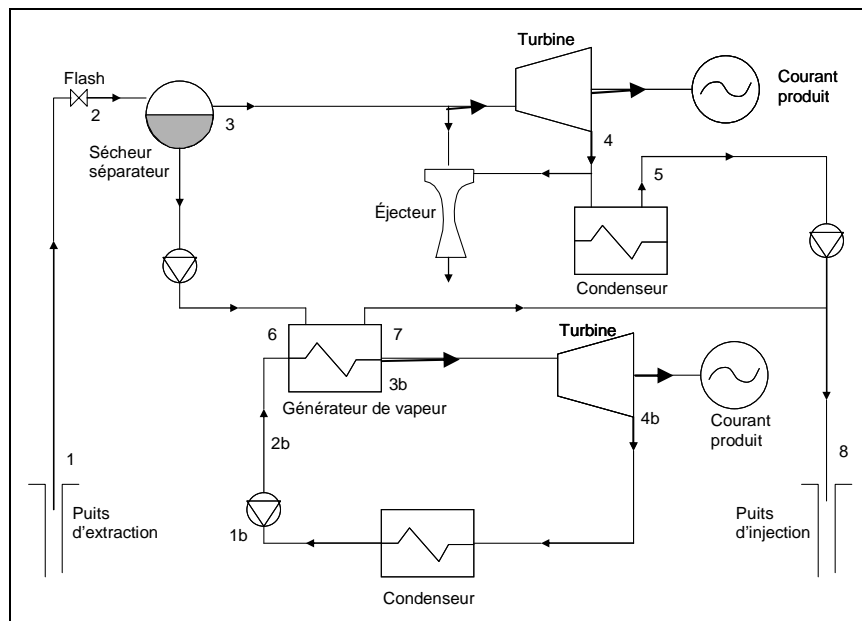 Turbine
Flash
Courant
produit
2
3
Sécheur
séparateur
4
5
Éjecteur
Condenseur
6
7
Turbine
3b
Générateur de vapeur
Courant
produit
4b
2b
1
8
Puits
d'extraction
1b
Puits
d'injection
Condenseur